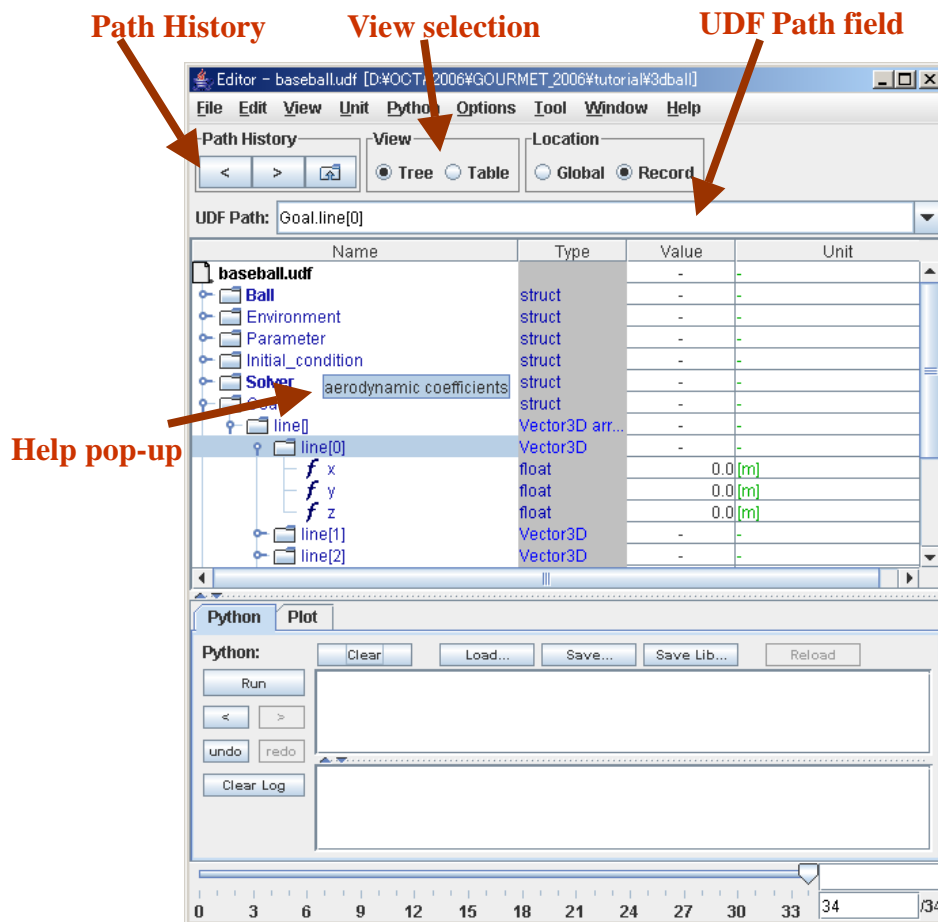 Path History View selection UDF Path field
Editor - baseball.udf [D:¥OCTA2006¥GOURMET_2006¥tutorial¥3dball]
File Edit View Unit Python Options Tool Window Help
Path History View Location
< > Tree Table Global Record
UDF Path: Goal.line[0]
Name Type Value Unit
baseball.udf - -
Ball struct - -
Environment struct - -
Parameter struct - -
Initial_condition struct - -
Solver aerodynamic coefficients struct - -
Goal struct - -
line[] Vector3D arr... - -
Help pop-up
line[0] Vector3D - -
f x float 0.0 [m]
f y float 0.0 [m]
f z float 0.0 [m]
line[1] Vector3D - -
line[2] Vector3D - -
Python Plot
Python: Clear Load... Save... Save Lib... Reload
Run
< >
undo redo
Clear Log
0 3 6 9 12 15 18 21 24 27 30 33 34 /34